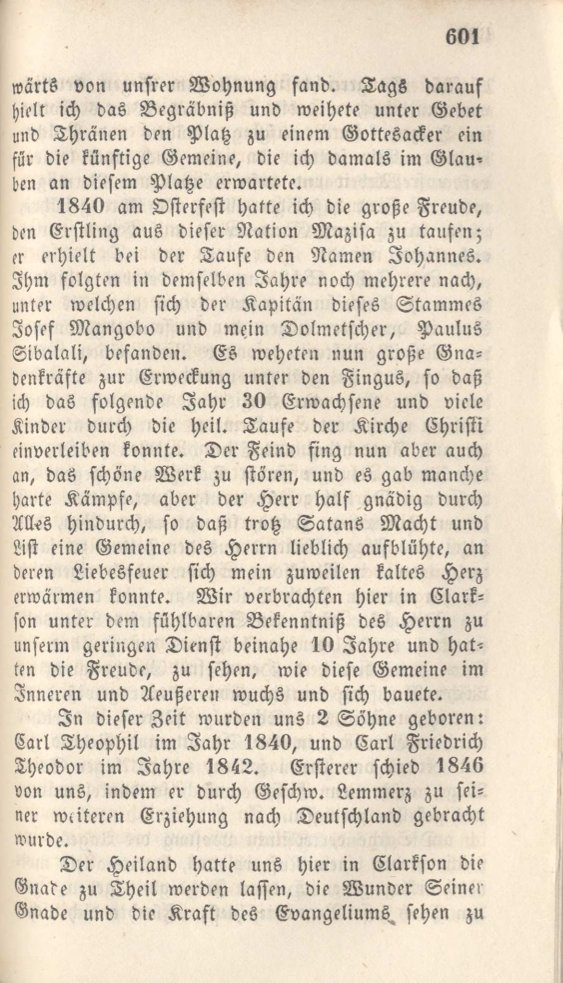 601
wärts von unsrer Wohnung fand. Tags darauf
hielt ich das Begräbniß und weihete unter Gebet
und Thränen den Platz zu einem Gottesacker ein
für die künftige Gemeine, die ich damals im Glau-
ben an diesem Platze erwartete.
1840 am Osterfest hatte ich die große Freude,
den Erstling aus dieser Nation Mazisa zu taufen;
er erhielt bei der Taufe den Namen Johannes.
Ihm folgten in demselben Jahre noch mehrere nach,
unter welchen sich der Kapitän dieses Stammes
Josef Mangobo und mein Dolmetscher, Paulus
Sibalali, befanden. Es weheten nun große Gna-
denkräfte zur Erweckung unter den Fingus, so daß
ich das folgende Jahr 30 Erwachsene und viele
Kinder durch die heil. Taufe der Kirche Christi
einverleiben konnte. Der Feind fing nun aber auch
an, das schöne Werk zu stören, und es gab manche
harte Kämpfe, aber der Herr half gnädig durch
Alles hindurch, so daß trotz Satans Macht und
List eine Gemeine des Herrn lieblich aufblühte, an
deren Liebesfeuer sich mein zuweilen kaltes Herz
erwärmen konnte. Wir verbrachten hier in Clark-
son unter dem fühlbaren Bekenntniß des Herrn zu
unserm geringen Dienst beinahe 10 Jahre und hat-
ten die Freude, zu sehen, wie diese Gemeine im
Inneren und Aeußeren wuchs und sich bauete.
In dieser Zeit wurden uns 2 Söhne geboren:
Carl Theophil im Jahr 1840, und Carl Friedrich
Theodor im Jahre 1842. Ersterer schied 1846
von uns, indem er durch Geschw. Lemmerz zu sei-
ner weiteren Erziehung nach Deutschland gebracht
wurde.
Der Heiland hatte uns hier in Clarkson die
Gnade zu Theil werden lassen, die Wunder Seiner
Gnade und die Kraft des Evangeliums sehen zu